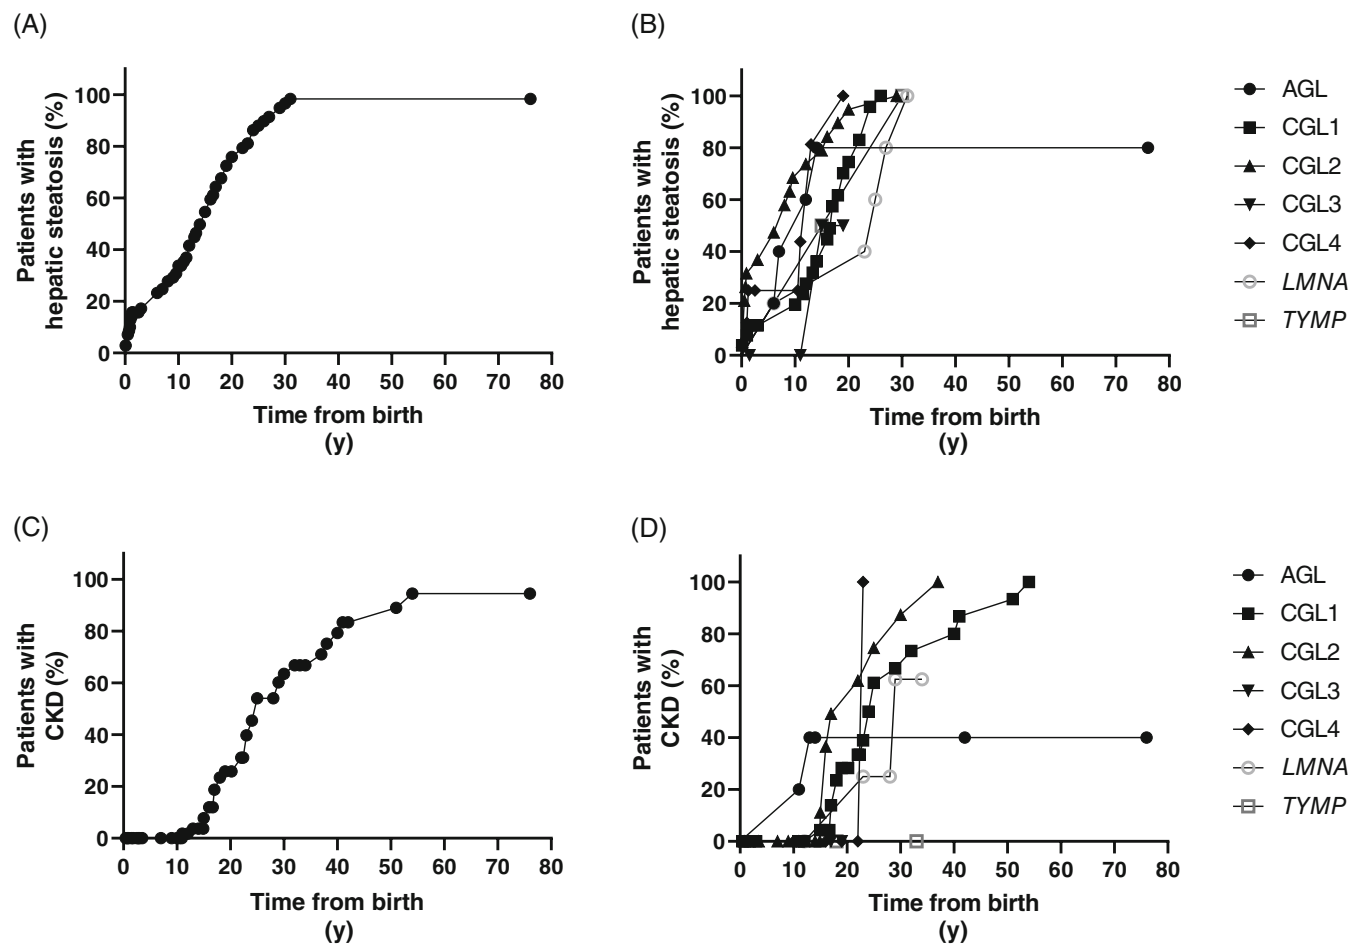 (A)
Patients with
hepatic steatosis (%)
100
80
60
40
20
0
0 10 20 30 40 50 60 70 80
Time from birth
(y)
(B)
Patients with
hepatic steatosis (%)
100
80
60
40
20
0
0 10 20 30 40 50 60 70 80
Time from birth
(y)
AGL
CGL1
CGL2
CGL3
CGL4
LMNA
TYMP
(C)
Patients with
CKD (%)
100
80
60
40
20
0
0 10 20 30 40 50 60 70 80
Time from birth
(y)
(D)
Patients with
CKD (%)
100
80
60
40
20
0
0 10 20 30 40 50 60 70 80
Time from birth
(y)
AGL
CGL1
CGL2
CGL3
CGL4
LMNA
TYMP